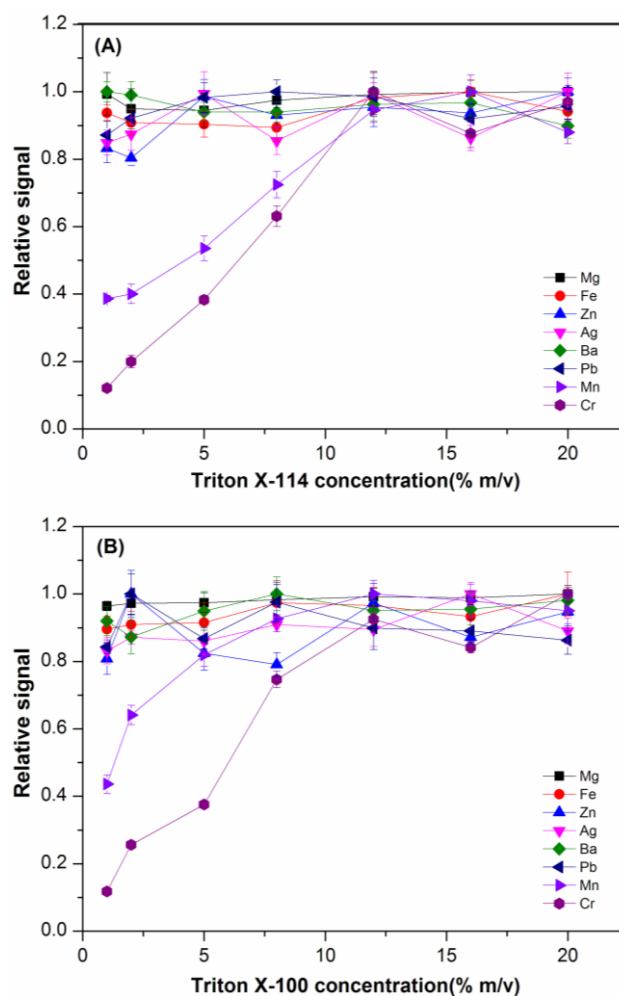 (A)
1.2
1.0
0.8
0.6
0.4
0.2
0.0
Relative signal
Mg
Fe
Zn
Ag
Ba
Pb
Mn
Cr
0 5 10 15 20
Triton X-114 concentration(% m/v)
(B)
1.2
1.0
0.8
0.6
0.4
0.2
0.0
Relative signal
Mg
Fe
Zn
Ag
Ba
Pb
Mn
Cr
0 5 10 15 20
Triton X-100 concentration(% m/v)